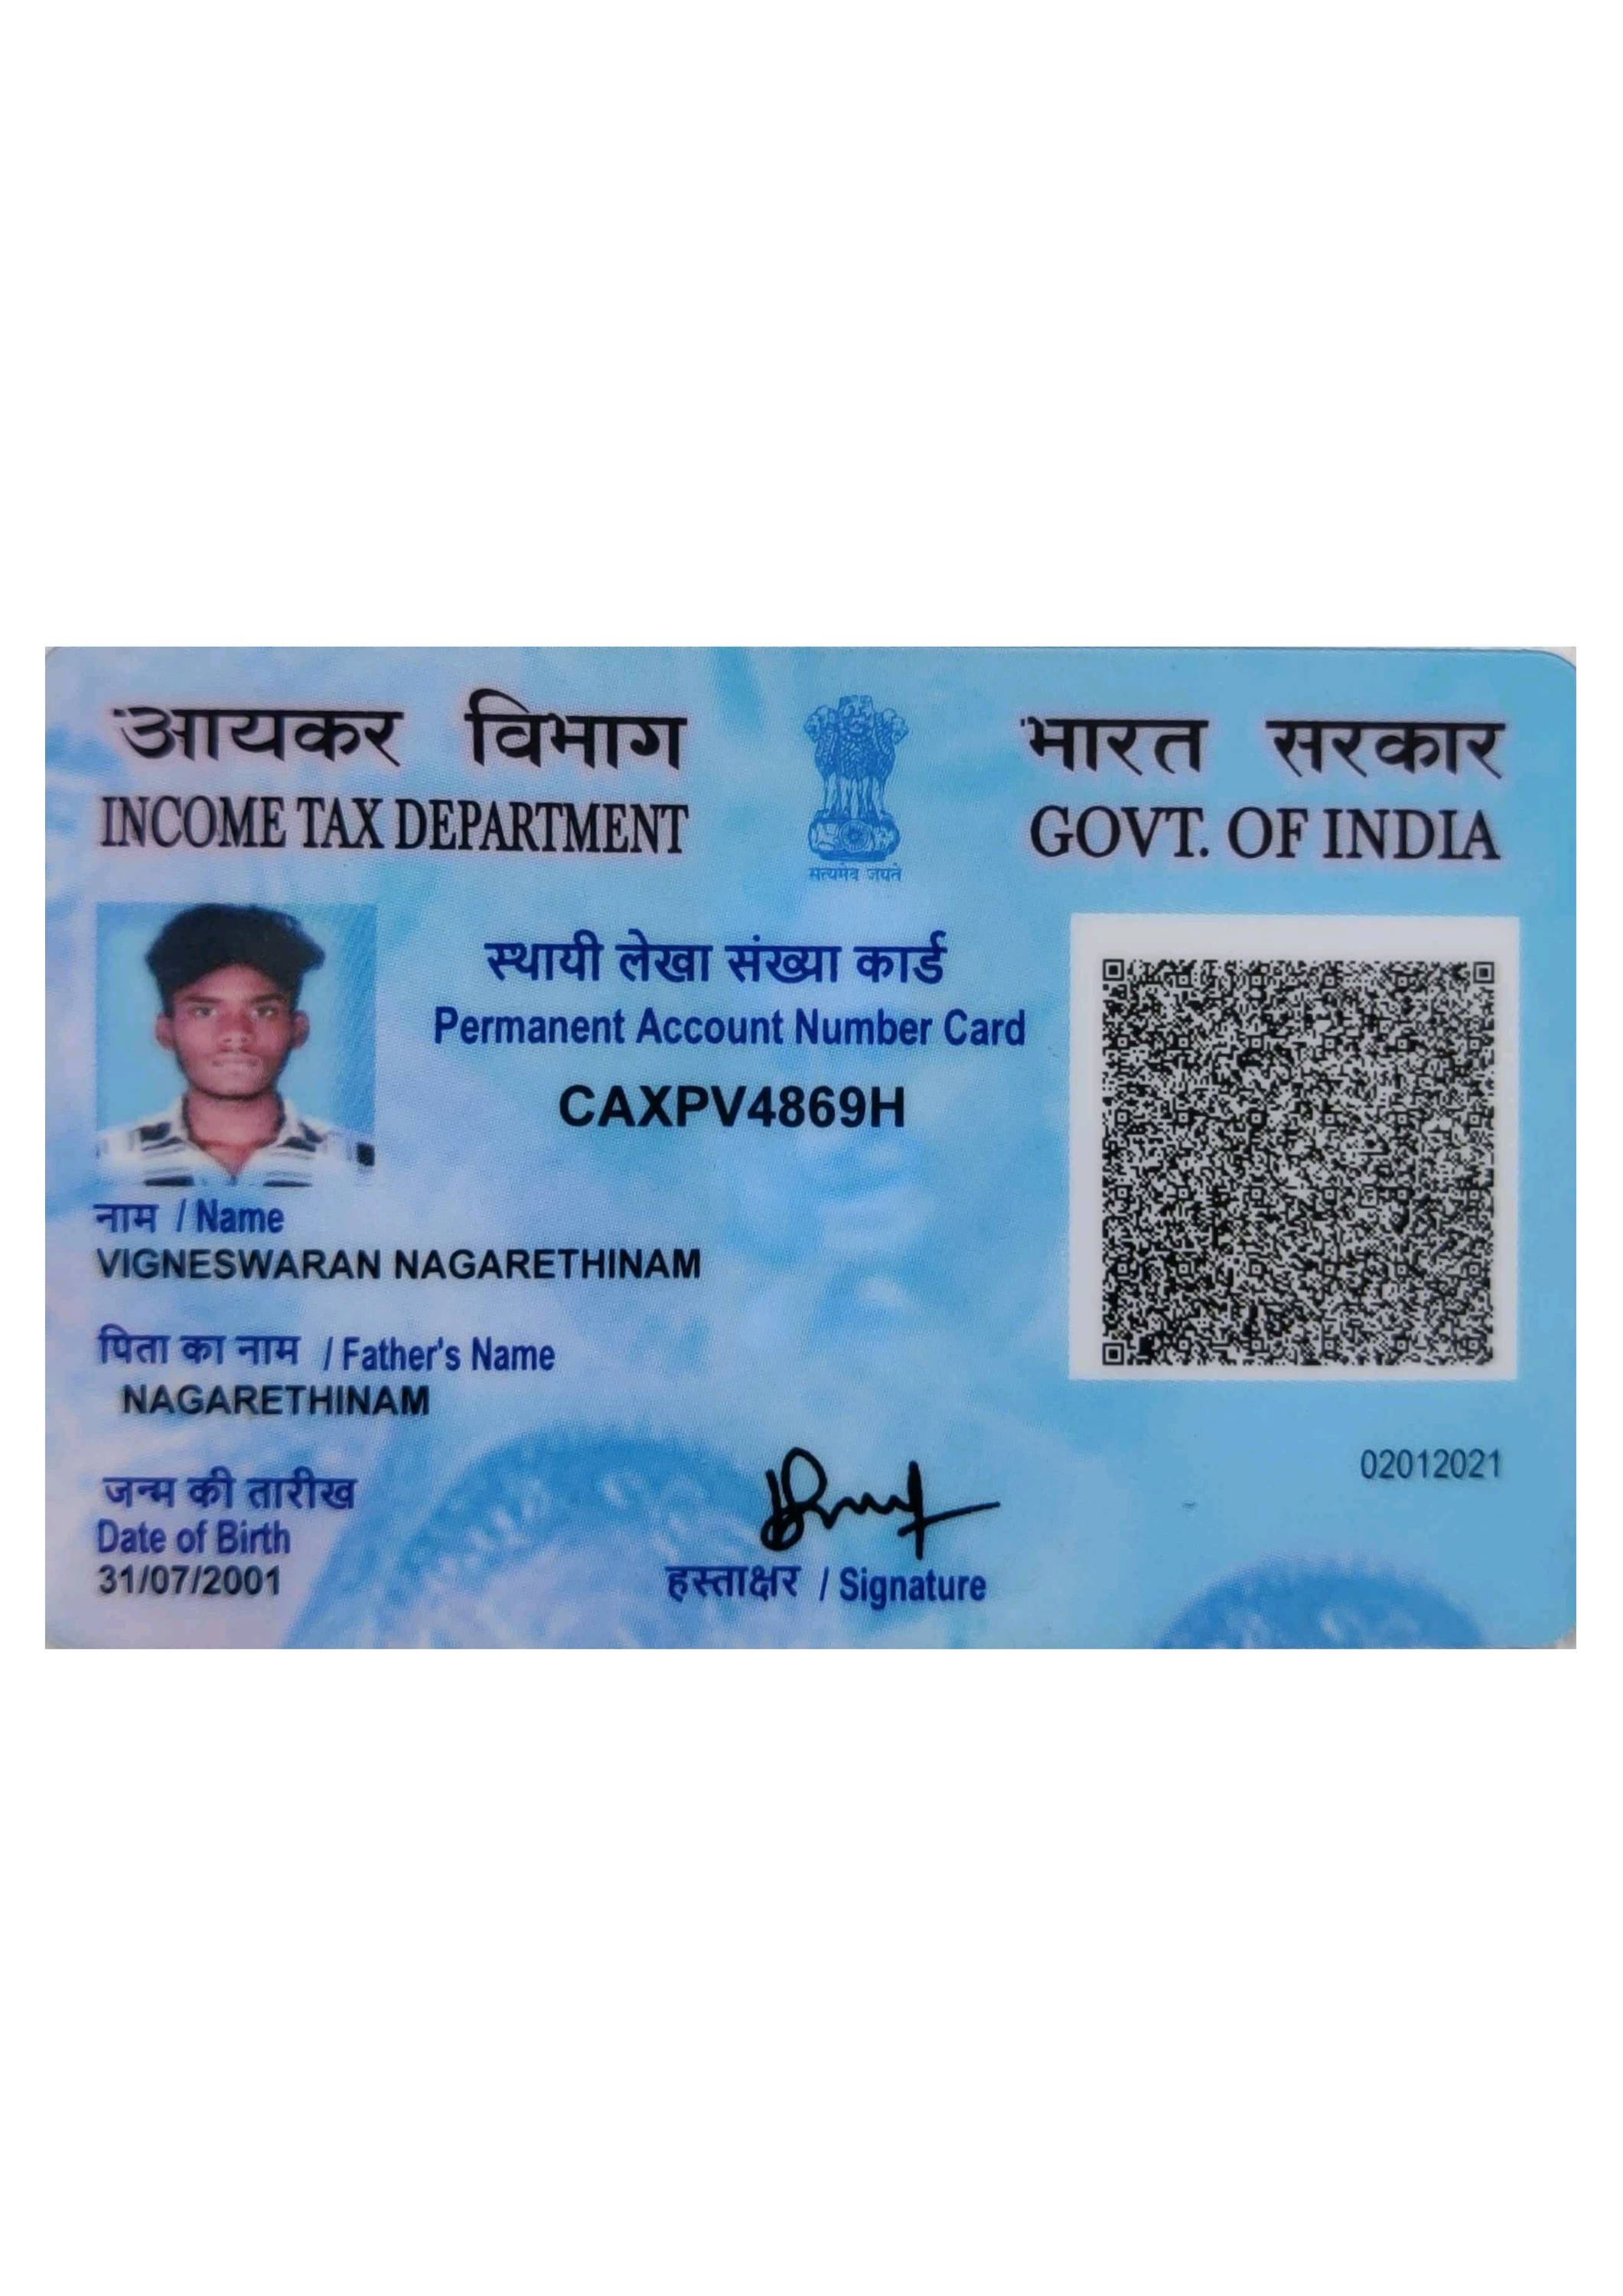 आयकर विभाग
INCOME TAX DEPARTMENT
सत्यमेव जयते
भारत सरकार
GOVT. OF INDIA
स्थायी लेखा संख्या कार्ड
Permanent Account Number Card
CAXPV4869H
नाम / Name
VIGNESWARAN NAGARETHINAM
पिता का नाम / Father's Name
NAGARETHINAM
जन्म की तारीख
Date of Birth
31/07/2001
हस्ताक्षर / Signature
02012021